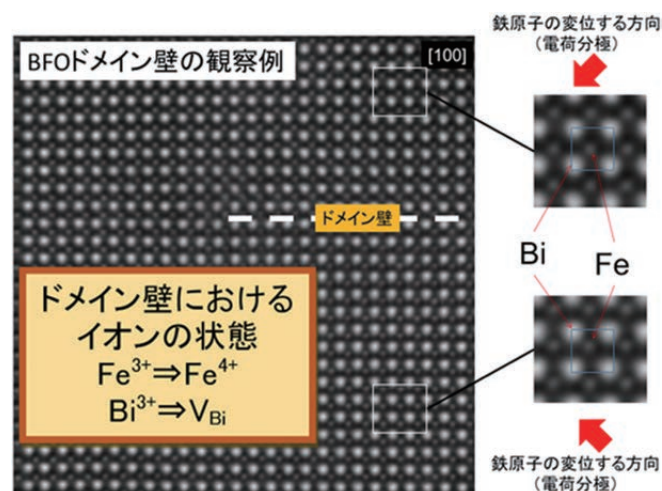 BFOドメイン壁の観察例
[100]
鉄原子の変位する方向
(電荷分極)
ドメイン壁
Bi
Fe
ドメイン壁における
イオンの状態
Fe³⁺⇒Fe⁴⁺
Bi³⁺⇒V_Bi
鉄原子の変位する方向
(電荷分極)